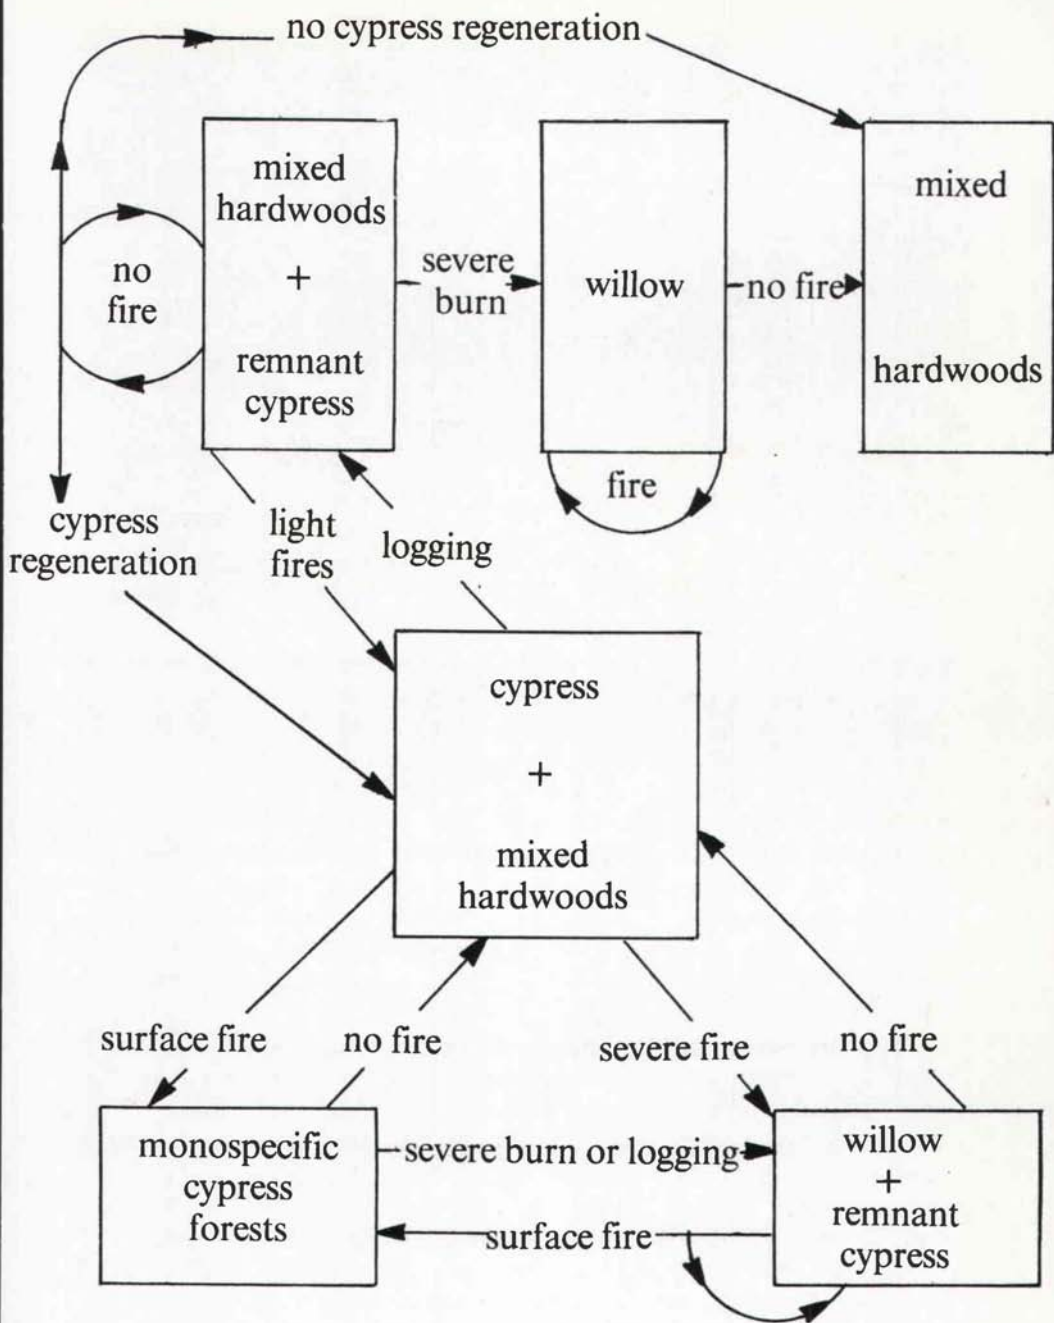 no cypress regeneration
mixed
hardwoods
+
remnant
cypress
no
fire
severe
burn
willow
no fire
mixed
hardwoods
fire
cypress
regeneration
light
fires
logging
cypress
+
mixed
hardwoods
surface fire
no fire
severe fire
no fire
monospecific
cypress
forests
severe burn or logging
surface fire
willow
+
remnant
cypress